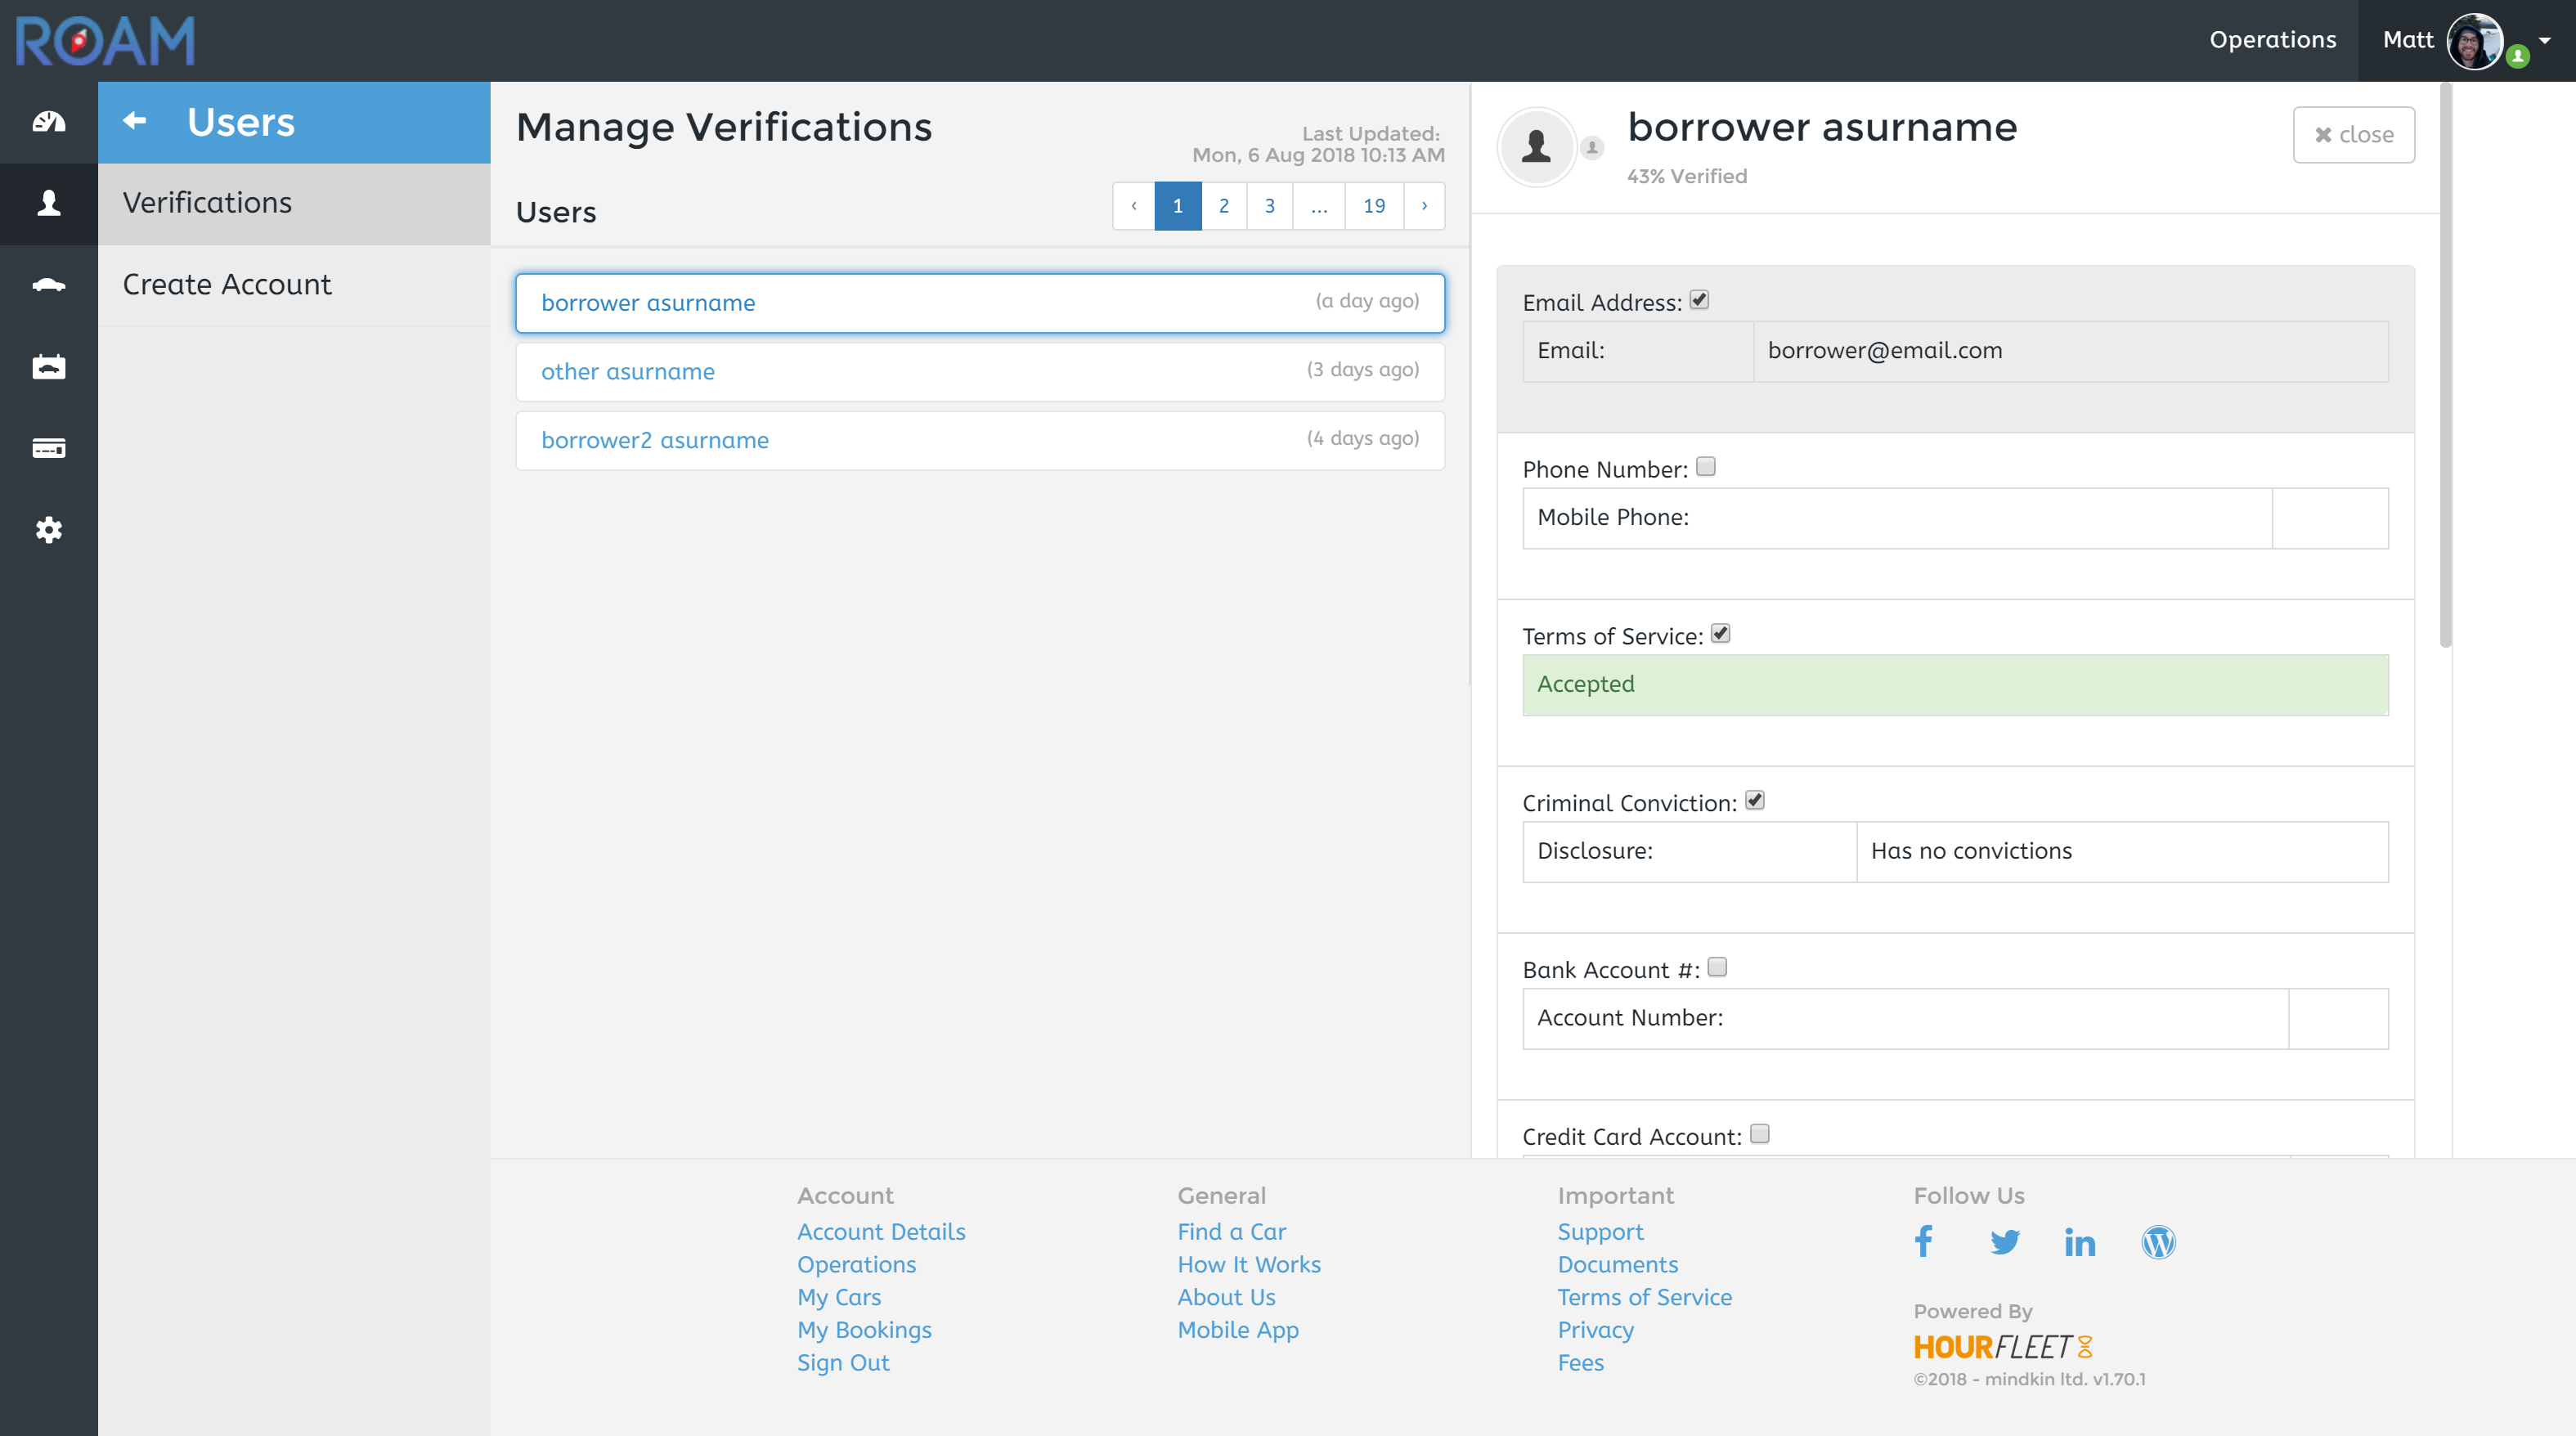 ROAM
Operations
Matt
Users
Verifications
Create Account
Manage Verifications
Last Updated:
Mon, 6 Aug 2018 10:13 AM
Users
‹ 1 2 3 ... 19 ›
borrower asurname (a day ago)
other asurname (3 days ago)
borrower2 asurname (4 days ago)
borrower asurname
43% Verified
✖ close
Email Address:
Email: borrower@email.com
Phone Number:
Mobile Phone:
Terms of Service:
Accepted
Criminal Conviction:
Disclosure: Has no convictions
Bank Account #:
Account Number:
Credit Card Account:
Account
Account Details
Operations
My Cars
My Bookings
Sign Out
General
Find a Car
How It Works
About Us
Mobile App
Important
Support
Documents
Terms of Service
Privacy
Fees
Follow Us
Powered By
HOURFLEET
©2018 - mindkin ltd. v1.70.1